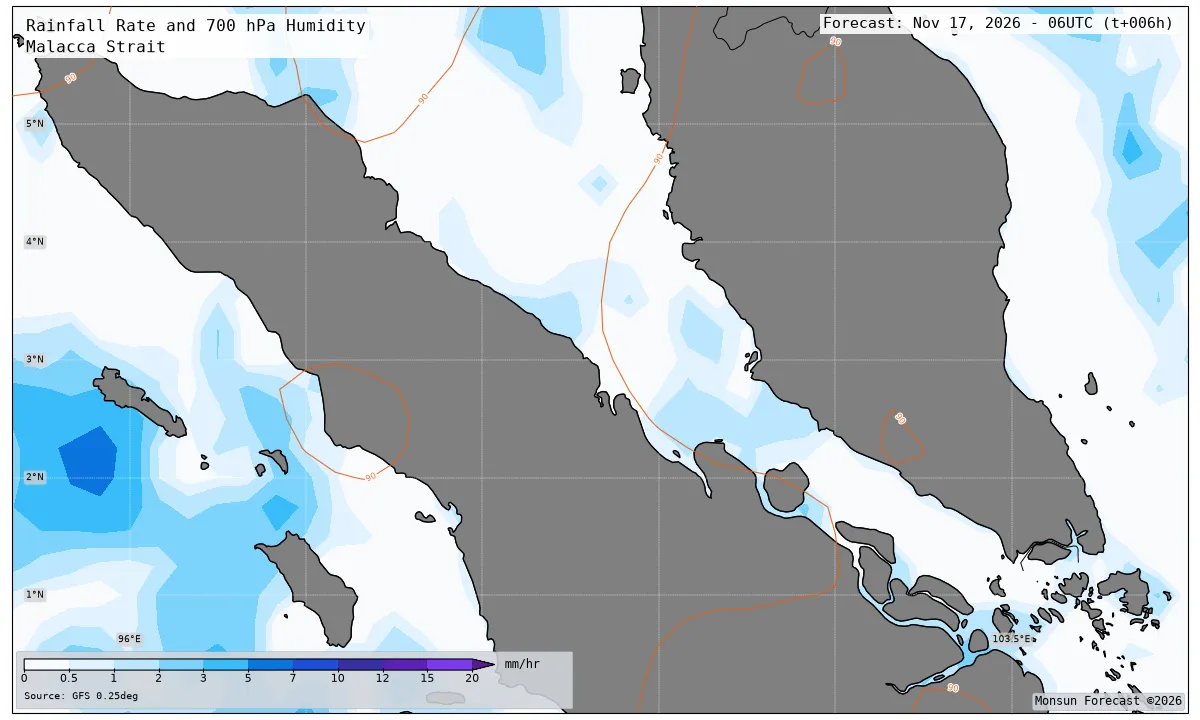 Rainfall Rate and 700 hPa Humidity
Malacca Strait
Forecast: Nov 17, 2026 - 06UTC (t+006h)
90
90
90
90
5°N
4°N
3°N
90
90
2°N
1°N
96°E
103.5°E
90
0 0.5 1 2 3 5 7 10 12 15 20
mm/hr
Source: GFS 0.25deg
Monsun Forecast ©2026